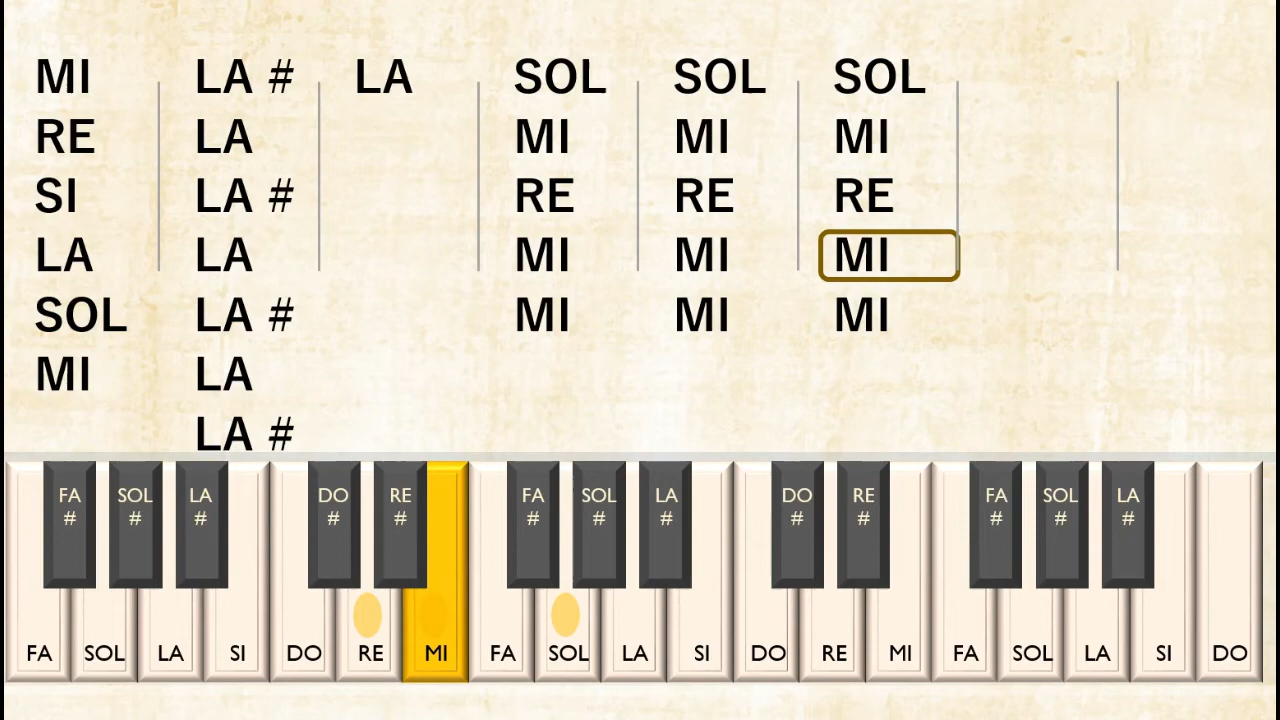 MI
RE
SI
LA
SOL
MI
LA #
LA
LA #
LA
LA #
LA
LA #
LA
SOL
MI
RE
MI
MI
SOL
MI
RE
MI
MI
SOL
MI
RE
MI
MI
FA #
SOL #
LA #
DO #
RE #
FA #
SOL #
LA #
DO #
RE #
FA #
SOL #
LA #
FA SOL LA SI DO RE MI FA SOL LA SI DO RE MI FA SOL LA SI DO